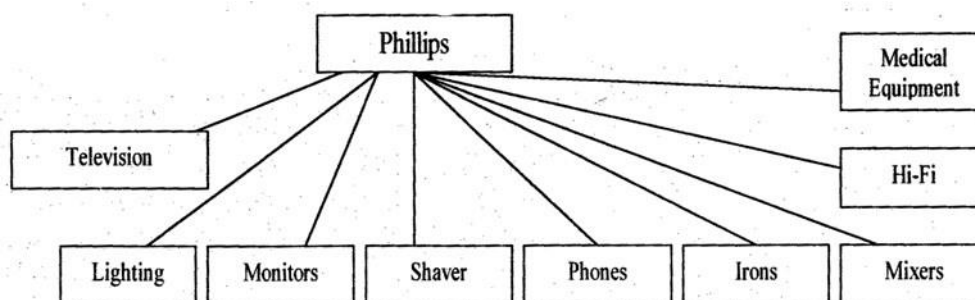 Phillips
Medical
Equipment
Television
Hi-Fi
Lighting
Monitors
Shaver
Phones
Irons
Mixers